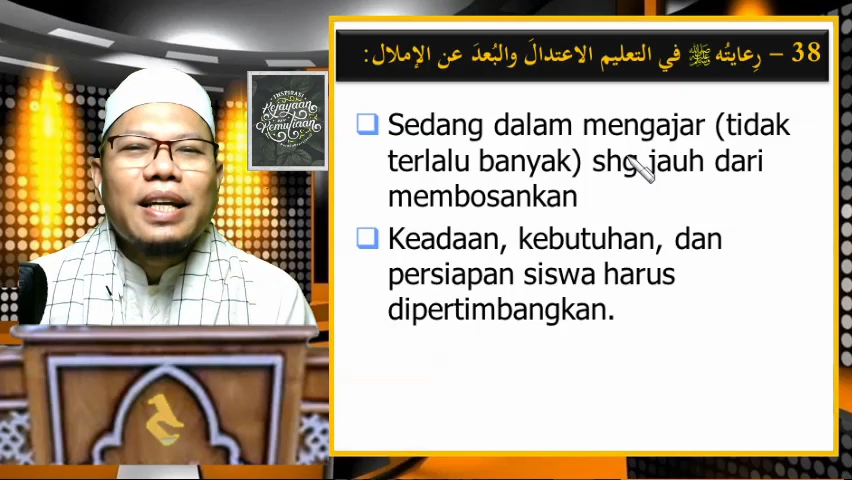 38 – رِعايتُه ﷺ في التعليم الاعتدالَ والبُعدَ عن الإملال:
Sedang dalam mengajar (tidak
terlalu banyak) shg jauh dari
membosankan
Keadaan, kebutuhan, dan
persiapan siswa harus
dipertimbangkan.
INSPIRASI
Kejayaan
Kemuliaan